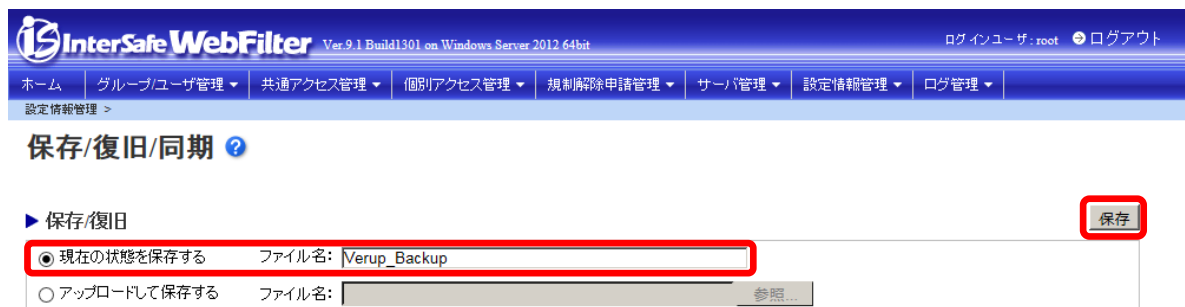 InterSafe WebFilter Ver.9.1 Build1301 on Windows Server 2012 64bit ログインユーザ:root ログアウト
ホーム グループ/ユーザ管理▼ 共通アクセス管理▼ 個別アクセス管理▼ 規制解除申請管理▼ サーバ管理▼ 設定情報管理▼ ログ管理▼
設定情報管理 >
保存/復旧/同期 ?
▶保存/復旧 保存
現在の状態を保存する ファイル名: Verup_Backup
アップロードして保存する ファイル名: 参照...